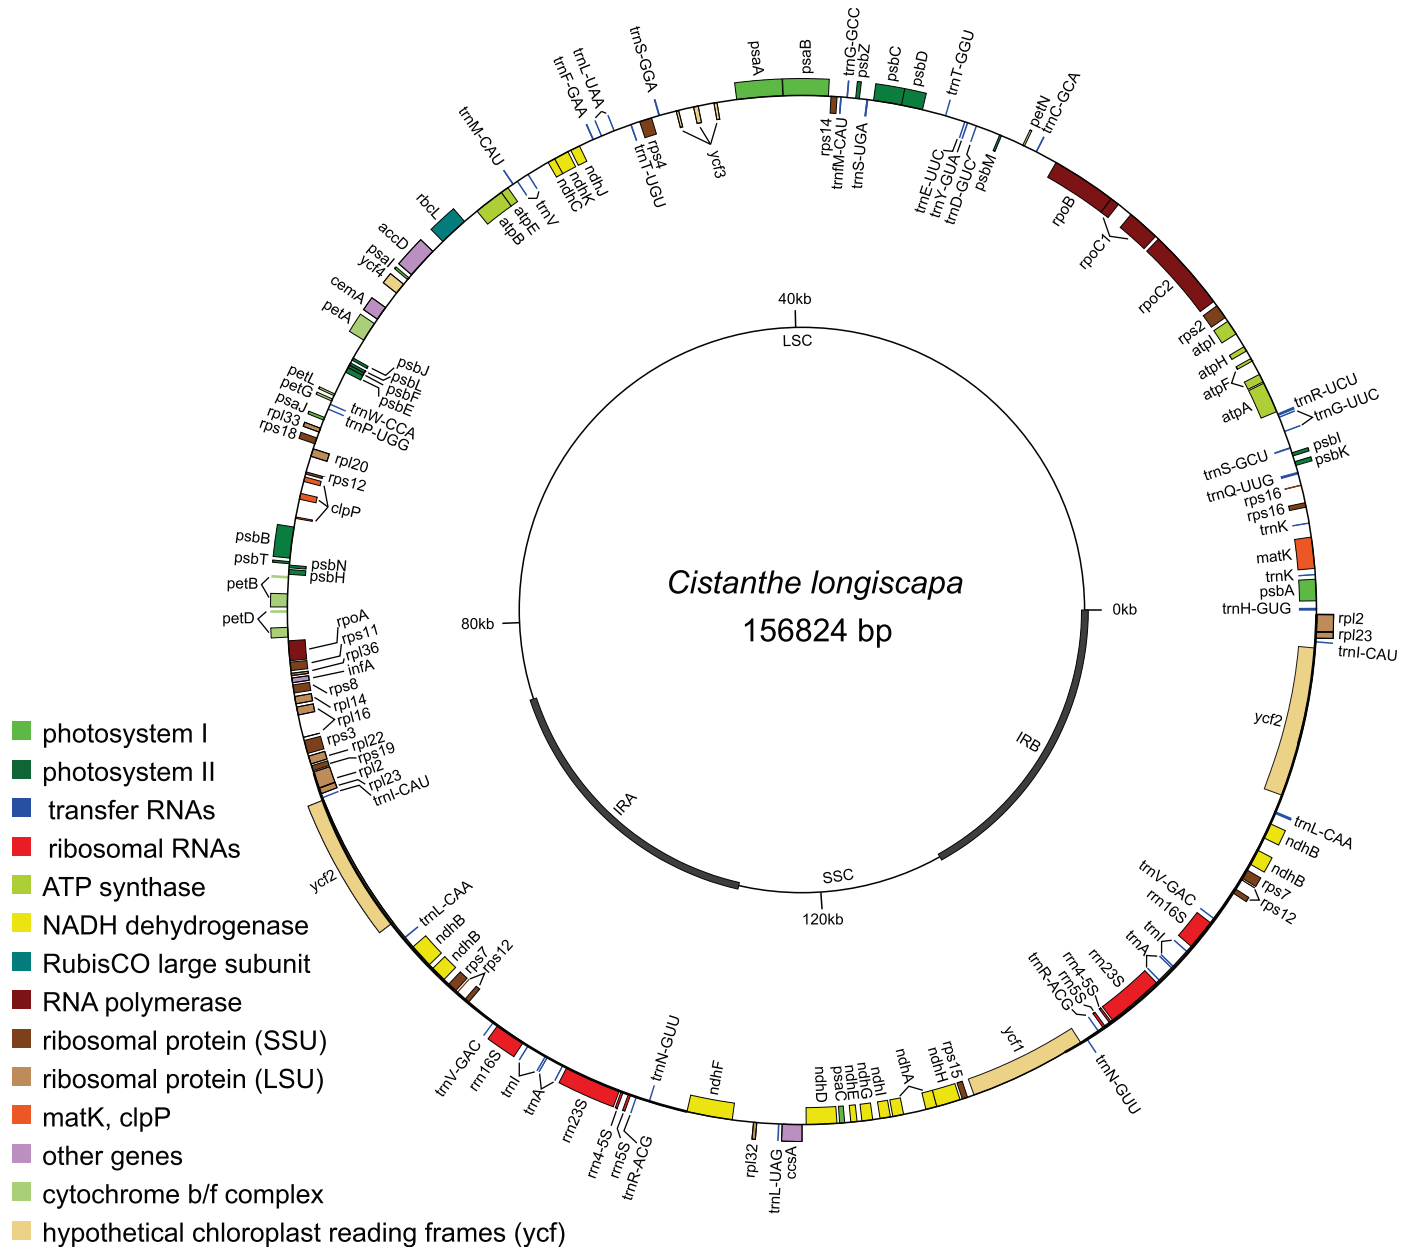 trnG-GCC
psbZ
psbC
psbD
trnT-GGU
petN
trnC-GCA
psaA
psaB
trnS-GGA
trnL-UAA
trnF-GAA
trnM-CAU
rbcL
accD
psaI
ycf4
cemA
petA
petL
petG
psaJ
rpl33
rps18
psbB
psbT
petB
petD
rps14
trnfM-CAU
trnS-UGA
trnE-UUC
trnY-GUA
trnD-GUC
psbM
rpoB
rpoC1
rpoC2
rps2
atpI
atpH
atpF
atpA
trnR-UCU
trnG-UUC
psbI
psbK
trnS-GCU
trnQ-UUG
rps16
rps16
trnK
matK
trnK
psbA
trnH-GUG
rpl2
rpl23
trnI-CAU
ycf3
rps4
trnT-UGU
ndhJ
ndhK
ndhC
trnV
atpE
atpB
psbJ
psbL
psbF
psbE
trnW-CCA
trnP-UGG
rpl20
rps12
clpP
psbN
psbH
rpoA
rps11
rpl36
infA
rps8
rpl14
rpl16
rps3
rpl22
rps19
rpl2
rpl23
trnI-CAU
40kb
LSC
Cistanthe longiscapa
156824 bp
0kb
80kb
IRB
IRA
SSC
120kb
ycf2
trnL-CAA
ndhB
ndhB
rps7
rps12
trnV-GAC
rrn16S
trnI
trnA
rrn23S
rrn4-5S
rrn5S
trnR-ACG
trnN-GUU
ycf1
rps15
ndhH
ndhA
ndhI
ndhG
ndhE
psaC
ndhD
ccsA
trnL-UAG
rpl32
ndhF
trnN-GUU
trnR-ACG
rrn5S
rrn4-5S
rrn23S
trnA
trnI
rrn16S
trnV-GAC
rps12
rps7
ndhB
ndhB
trnL-CAA
ycf2
photosystem I
photosystem II
transfer RNAs
ribosomal RNAs
ATP synthase
NADH dehydrogenase
RubisCO large subunit
RNA polymerase
ribosomal protein (SSU)
ribosomal protein (LSU)
matK, clpP
other genes
cytochrome b/f complex
hypothetical chloroplast reading frames (ycf)